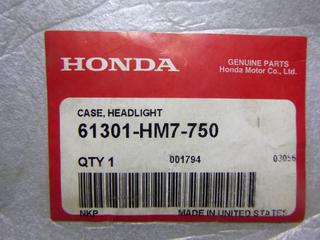 HONDA
GENUINE PARTS
Honda Motor Co., Ltd.
CASE, HEADLIGHT
61301-HM7-750
QTY 1 001794 03056
NKP MADE IN UNITED STATES